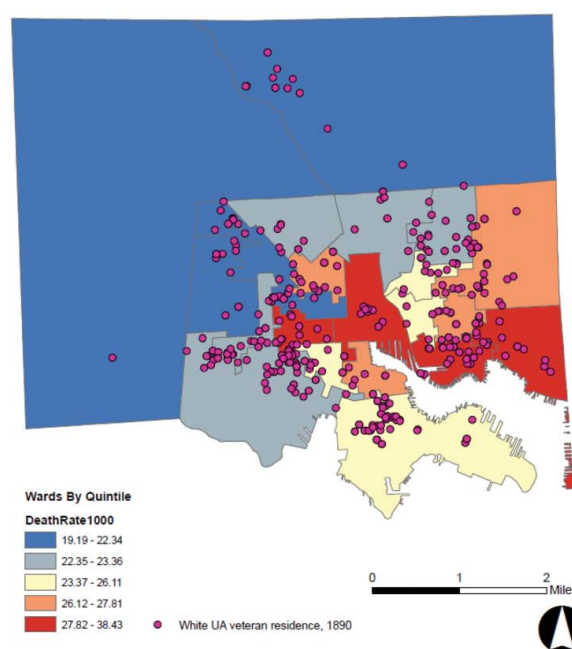 Wards By Quintile
DeathRate1000
19.19 - 22.34
22.35 - 23.36
23.37 - 26.11
26.12 - 27.81
27.82 - 38.43
White UA veteran residence, 1890
0 1 2
Mile